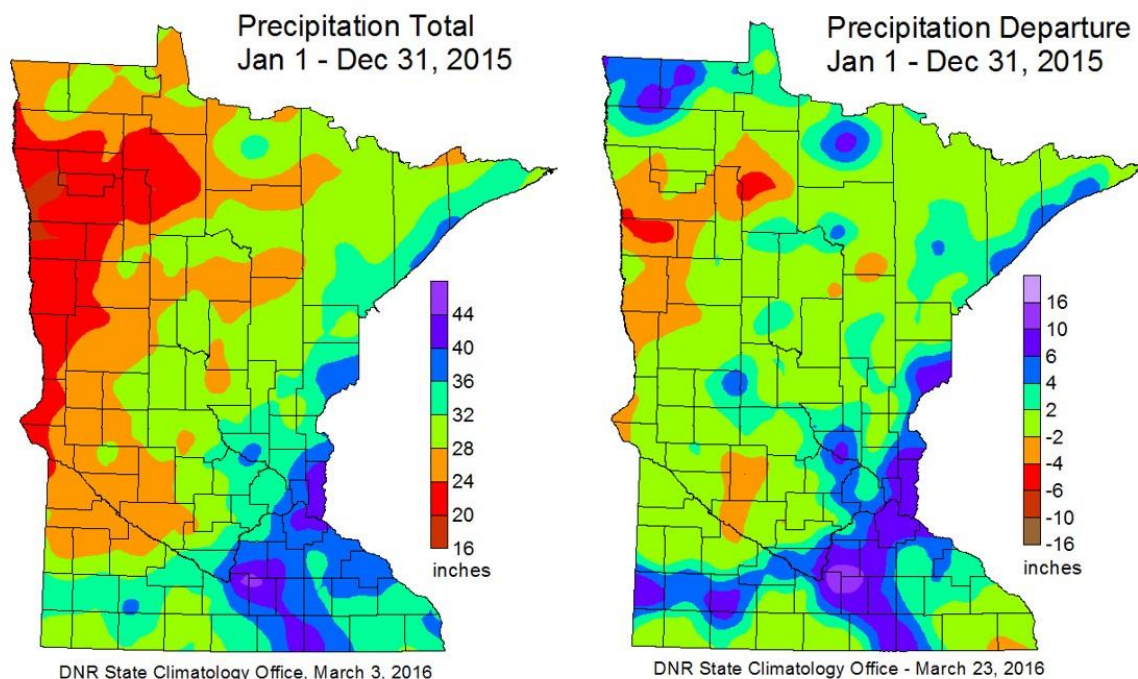 Precipitation Total
Jan 1 - Dec 31, 2015
44
40
36
32
28
24
20
16
inches
DNR State Climatology Office, March 3, 2016
Precipitation Departure
Jan 1 - Dec 31, 2015
16
10
6
4
2
-2
-4
-6
-10
-16
inches
DNR State Climatology Office - March 23, 2016